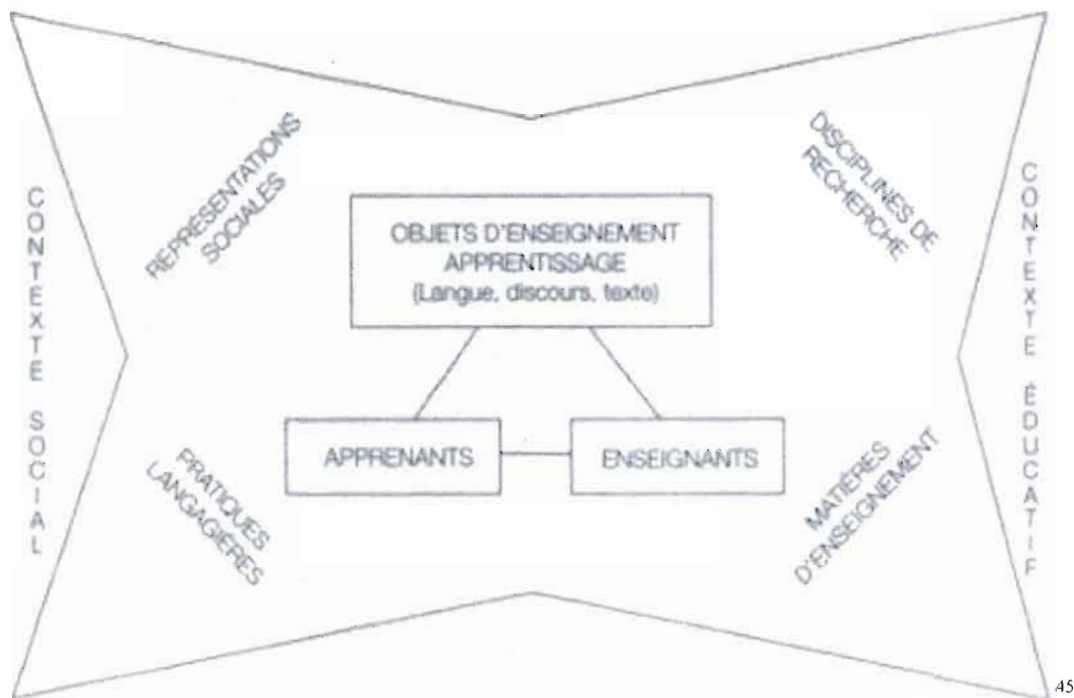 REPRÉSENTATIONS
SOCIALES
DISCIPLINES DE
RECHERCHE
CONTEXTE SOCIAL
OBJETS D'ENSEIGNEMENT
APPRENTISSAGE
(Langue, discours, texte)
CONTEXTE ÉDUCATIF
APPRENANTS
ENSEIGNANTS
PRATIQUES
LANGAGIÈRES
MATIÈRES
D'ENSEIGNEMENT
45